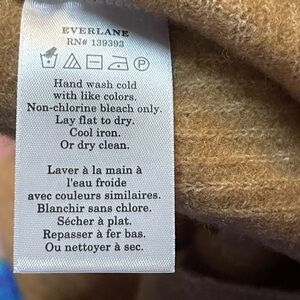 EVERLANE
RN# 139393
Hand wash cold
with like colors.
Non-chlorine bleach only.
Lay flat to dry.
Cool iron.
Or dry clean.
Laver à la main à
l'eau froide
avec couleurs similaires.
Blanchir sans chlore.
Sécher à plat.
Repasser à fer bas.
Ou nettoyer à sec.